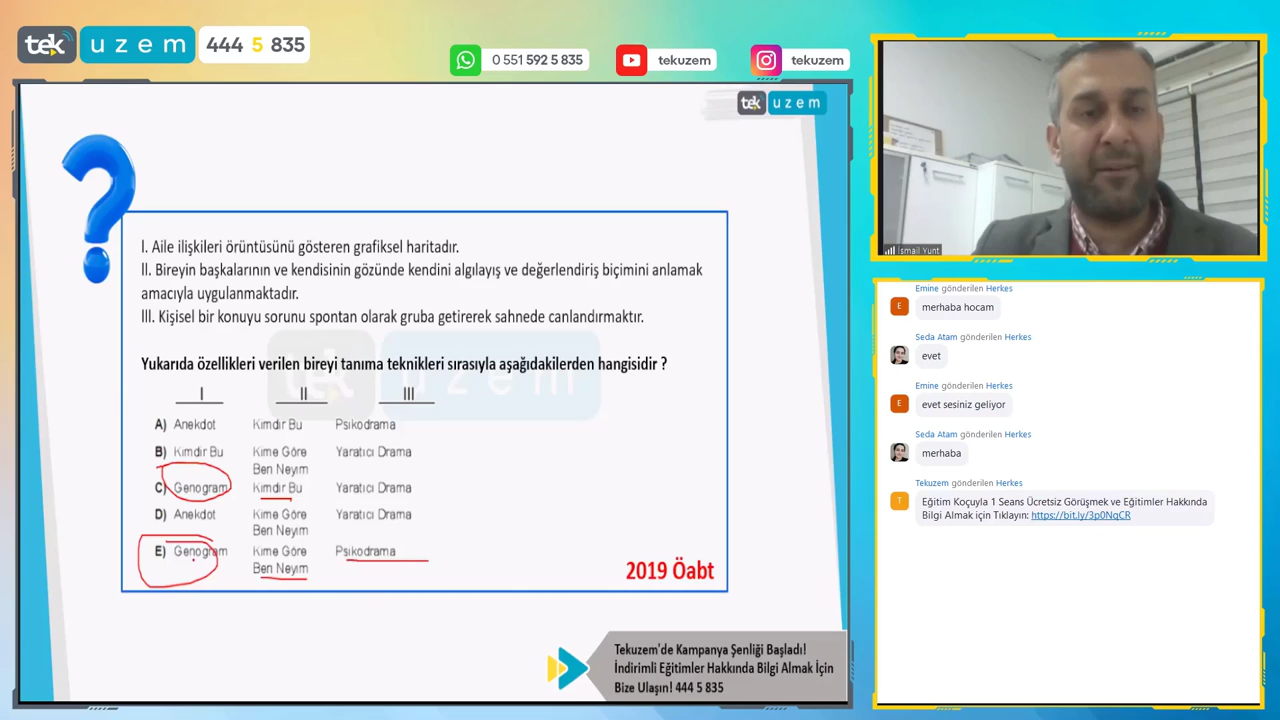 tek uzem 444 5 835
0 551 592 5 835
tekuzem
tekuzem
tek uzem
I. Aile ilişkileri örüntüsünü gösteren grafiksel haritadır.
II. Bireyin başkalarının ve kendisinin gözünde kendini algılayış ve değerlendiriş biçimini anlamak
amacıyla uygulanmaktadır.
III. Kişisel bir konuyu sorunu spontan olarak gruba getirerek sahnede canlandırmaktır.
Yukarıda özellikleri verilen bireyi tanıma teknikleri sırasıyla aşağıdakilerden hangisidir ?
I II III
A) Anekdot Kimdir Bu Psikodrama
B) Kimdir Bu Kime Göre Yaratıcı Drama
Ben Neyim
C) Genogram Kimdir Bu Yaratıcı Drama
D) Anekdot Kime Göre Yaratıcı Drama
Ben Neyim
E) Genogram Kime Göre Psikodrama
Ben Neyim
2019 Öabt
Tekuzem'de Kampanya Şenliği Başladı!
İndirimli Eğitimler Hakkında Bilgi Almak İçin
Bize Ulaşın! 444 5 835
İsmail Yunt
Emine gönderilen Herkes
E
merhaba hocam
Seda Atam gönderilen Herkes
evet
Emine gönderilen Herkes
E
evet sesiniz geliyor
Seda Atam gönderilen Herkes
merhaba
Tekuzem gönderilen Herkes
T
Eğitim Koçuyla 1 Seans Ücretsiz Görüşmek ve Eğitimler Hakkında
Bilgi Almak için Tıklayın: https://bit.ly/3p0NqCR